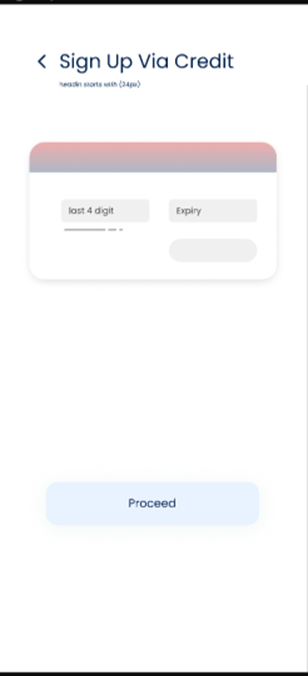 Sign Up Via Credit
headin starts with (24px)
last 4 digit
Expiry
Proceed